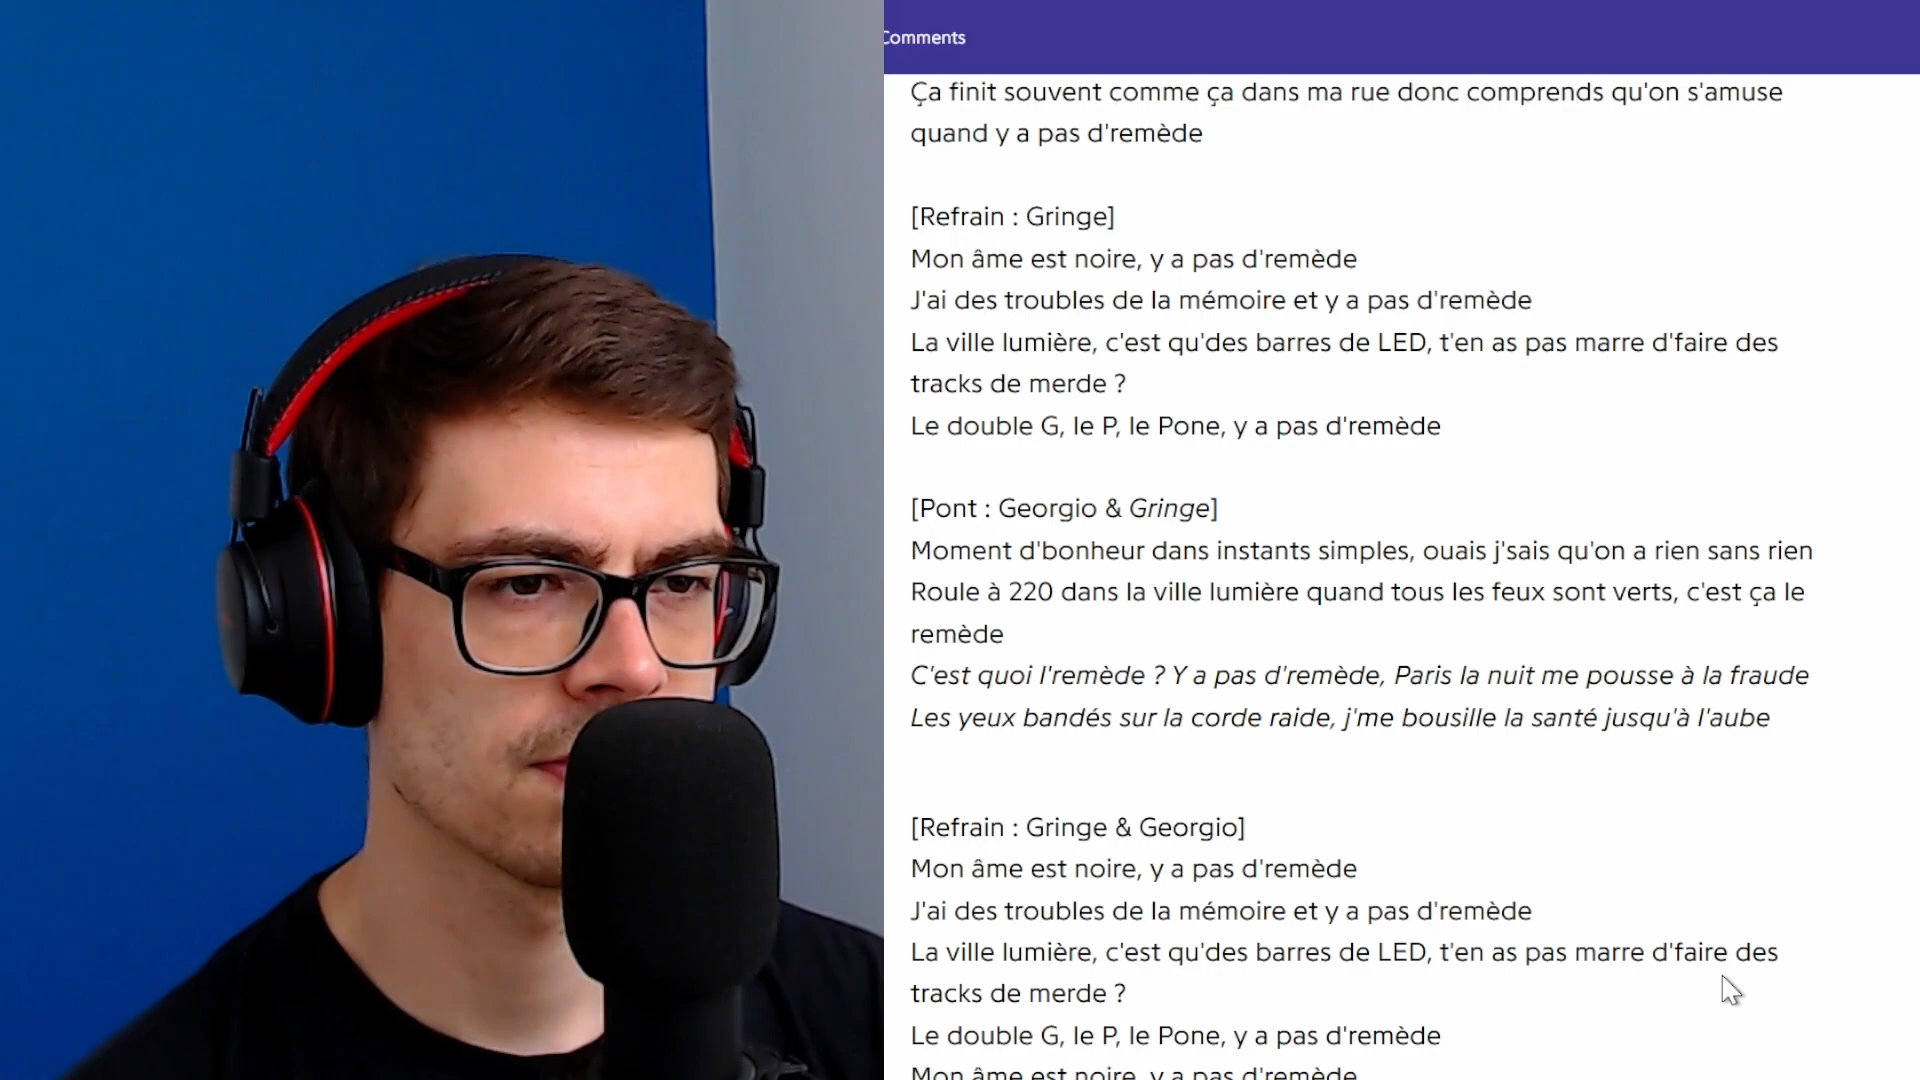 Comments
Ça finit souvent comme ça dans ma rue donc comprends qu'on s'amuse
quand y a pas d'remède
[Refrain : Gringe]
Mon âme est noire, y a pas d'remède
J'ai des troubles de la mémoire et y a pas d'remède
La ville lumière, c'est qu'des barres de LED, t'en as pas marre d'faire des
tracks de merde ?
Le double G, le P, le Pone, y a pas d'remède
[Pont : Georgio & Gringe]
Moment d'bonheur dans instants simples, ouais j'sais qu'on a rien sans rien
Roule à 220 dans la ville lumière quand tous les feux sont verts, c'est ça le
remède
C'est quoi l'remède ? Y a pas d'remède, Paris la nuit me pousse à la fraude
Les yeux bandés sur la corde raide, j'me bousille la santé jusqu'à l'aube
[Refrain : Gringe & Georgio]
Mon âme est noire, y a pas d'remède
J'ai des troubles de la mémoire et y a pas d'remède
La ville lumière, c'est qu'des barres de LED, t'en as pas marre d'faire des
tracks de merde ?
Le double G, le P, le Pone, y a pas d'remède
Mon âme est noire, y a pas d'remède